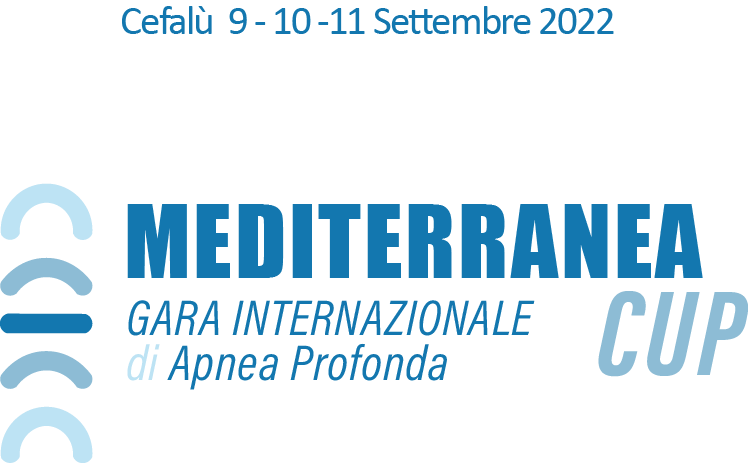 Cefalù  9 - 10 -11 Settembre 2022
MEDITERRANEA
GARA INTERNAZIONALE
di Apnea Profonda
CUP